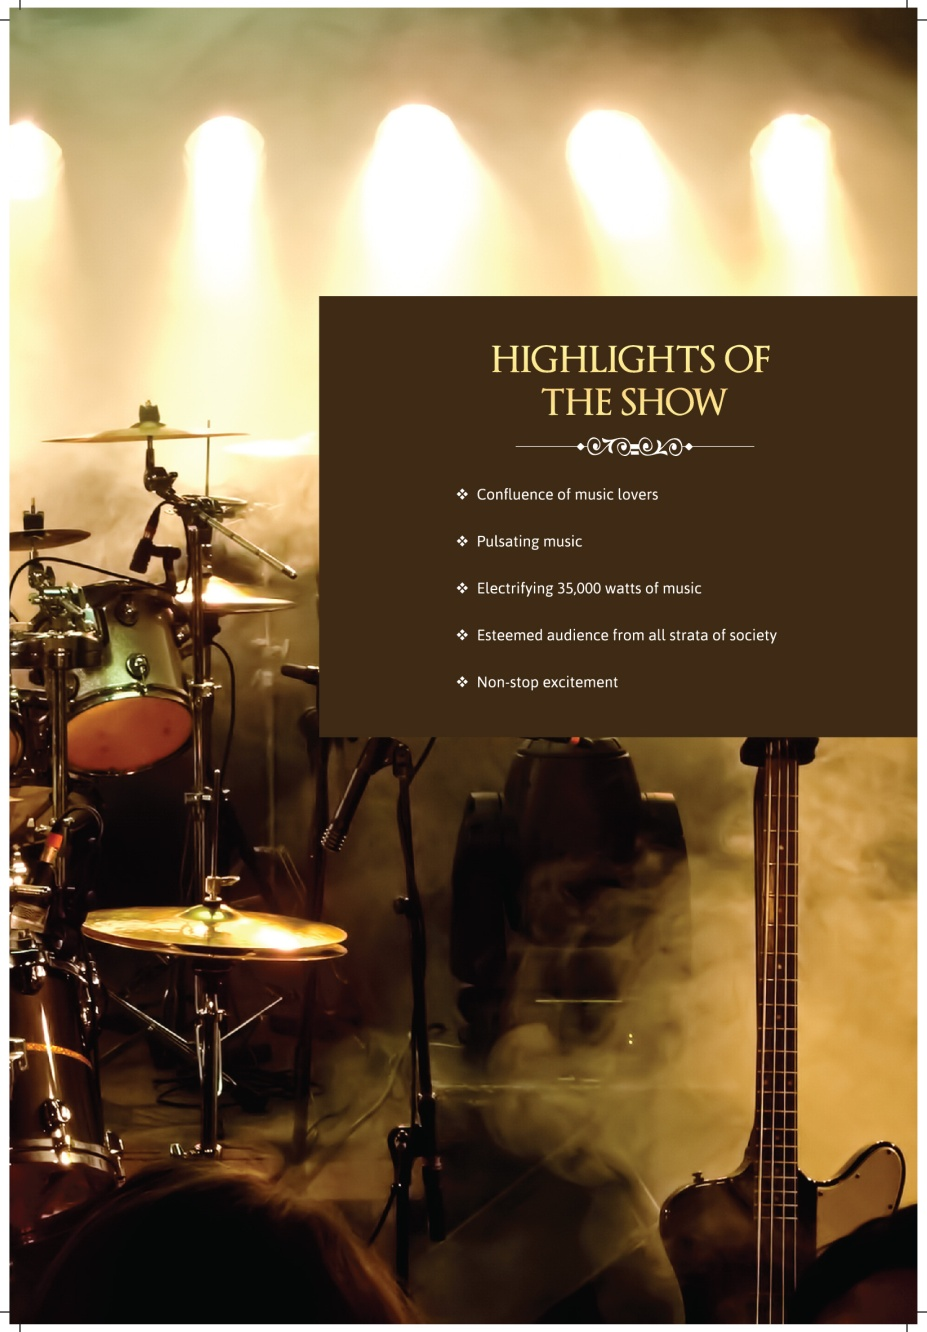 HIGHLIGHTS OF
THE SHOW
❖ Confluence of music lovers
❖ Pulsating music
❖ Electrifying 35,000 watts of music
❖ Esteemed audience from all strata of society
❖ Non-stop excitement